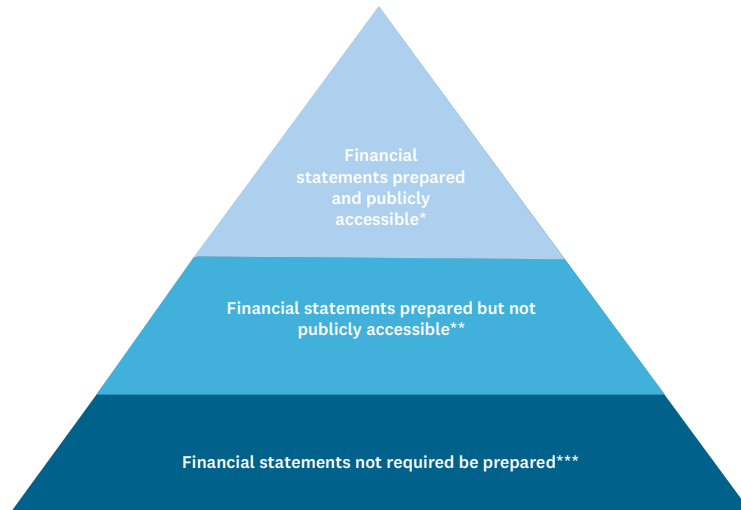 Financial
statements prepared
and publicly
accessible*
Financial statements prepared but not
publicly accessible**
Financial statements not required be prepared***